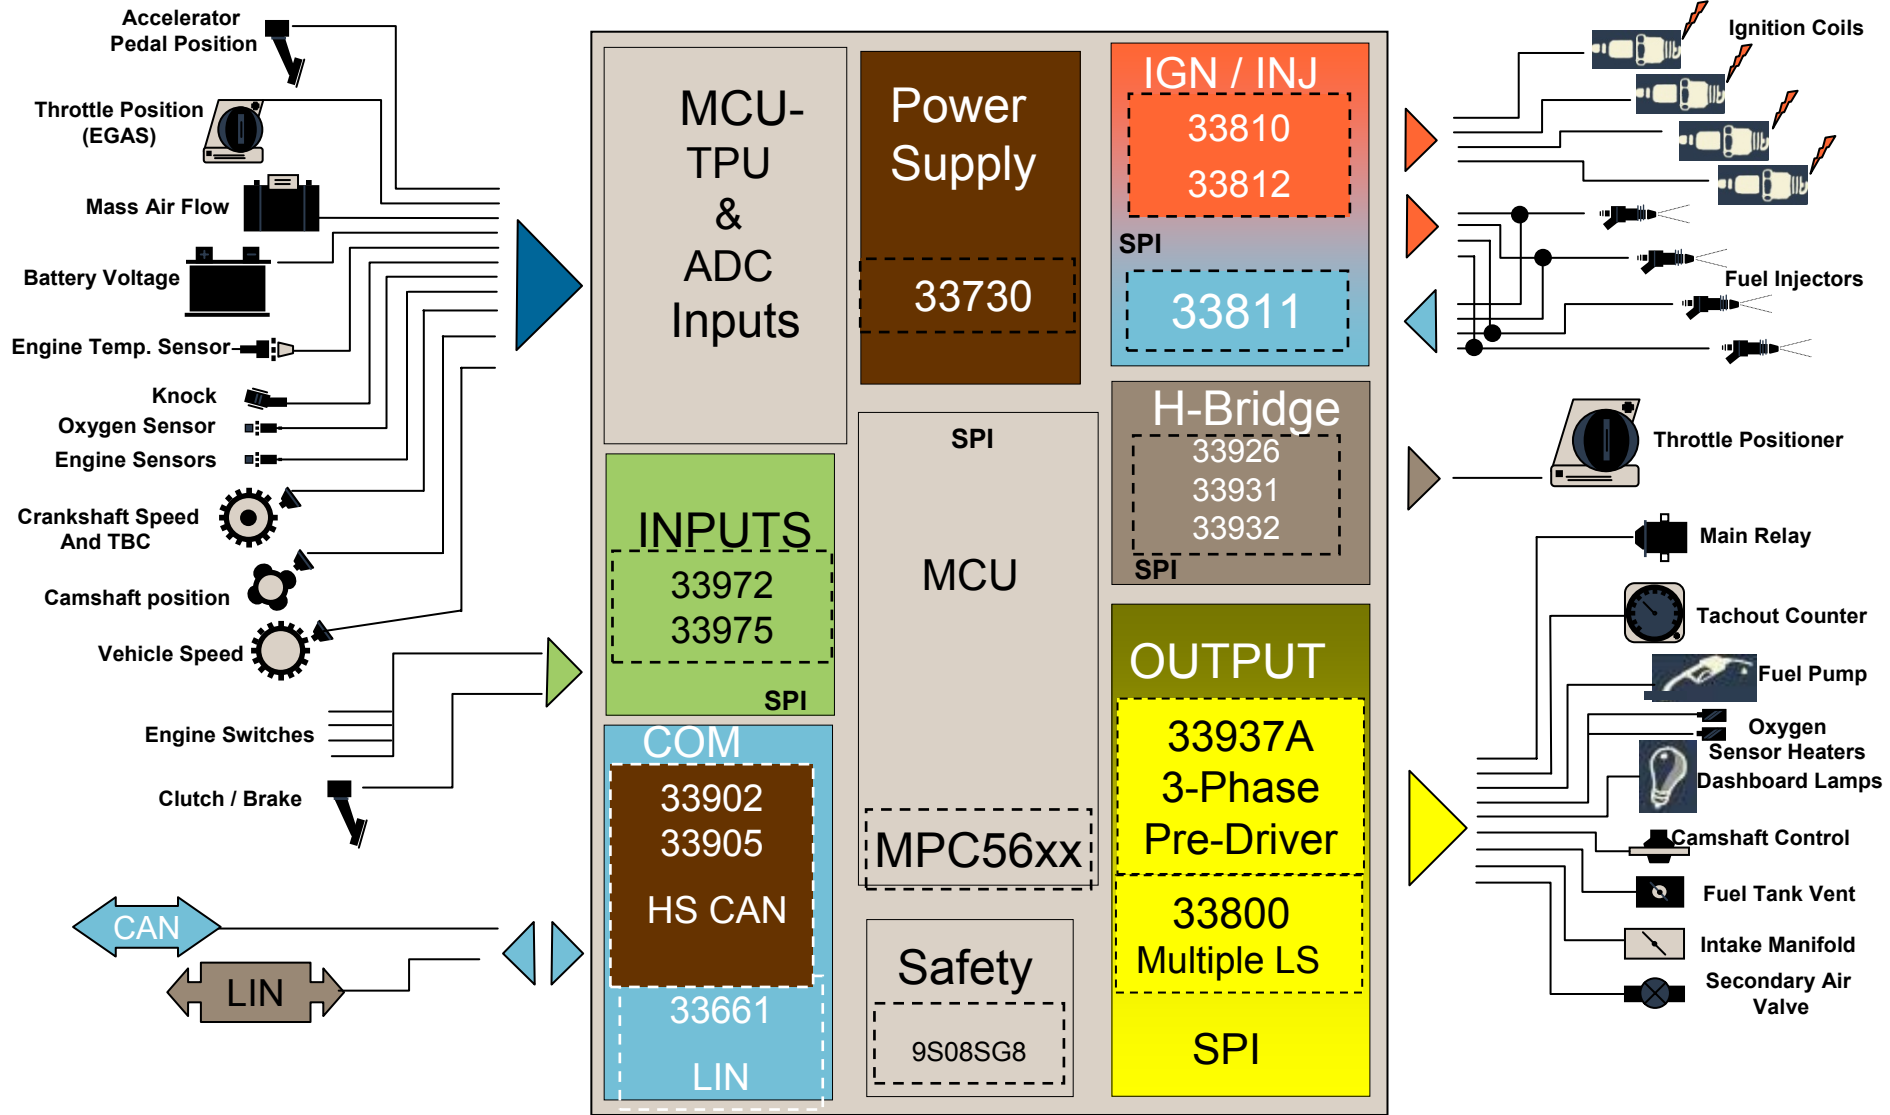 Accelerator
Pedal Position
Throttle Position
(EGAS)
Mass Air Flow
Battery Voltage
Engine Temp. Sensor
Knock
Oxygen Sensor
Engine Sensors
Crankshaft Speed
And TBC
Camshaft position
Vehicle Speed
Engine Switches
Clutch / Brake
CAN
LIN
MCU-
TPU
&
ADC
Inputs
INPUTS
33972
33975
SPI
COM
33902
33905
HS CAN
33661
LIN
Power
Supply
33730
SPI
MCU
MPC56xx
Safety
9S08SG8
IGN / INJ
33810
33812
SPI
33811
H-Bridge
33926
33931
33932
SPI
OUTPUT
33937A
3-Phase
Pre-Driver
33800
Multiple LS
SPI
Ignition Coils
Fuel Injectors
Throttle Positioner
Main Relay
Tachout Counter
Fuel Pump
Oxygen
Sensor Heaters
Dashboard Lamps
Camshaft Control
Fuel Tank Vent
Intake Manifold
Secondary Air
Valve